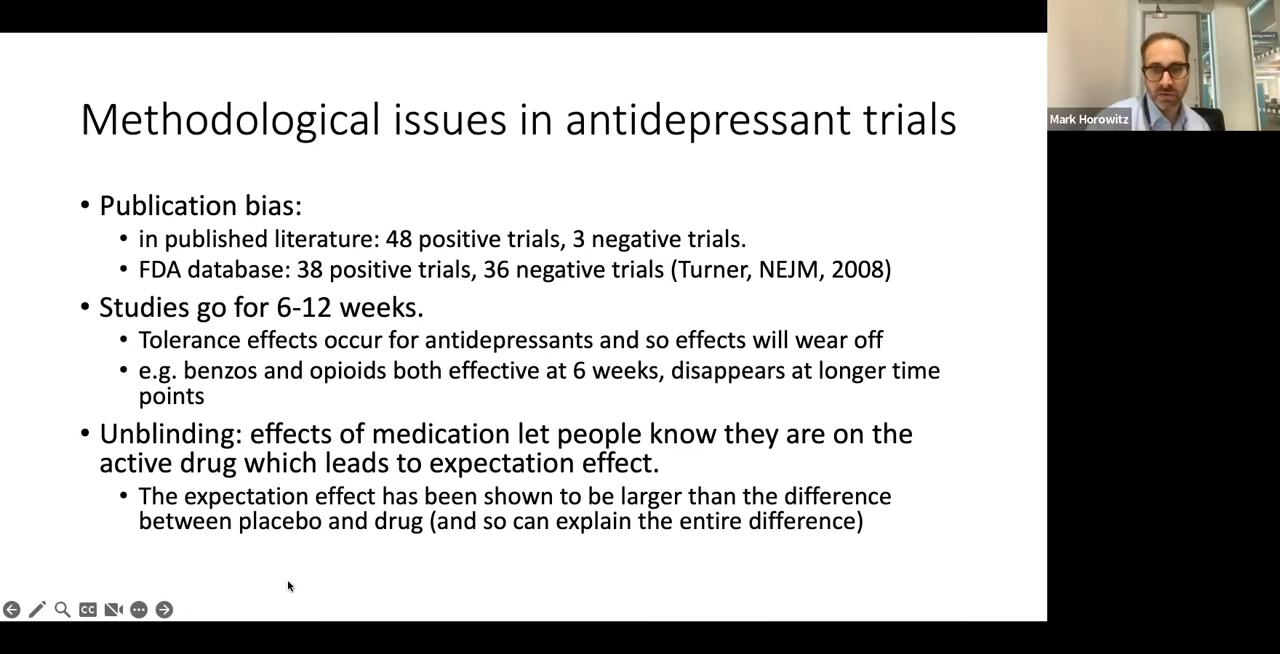 Methodological issues in antidepressant trials
• Publication bias:
• in published literature: 48 positive trials, 3 negative trials.
• FDA database: 38 positive trials, 36 negative trials (Turner, NEJM, 2008)
• Studies go for 6-12 weeks.
• Tolerance effects occur for antidepressants and so effects will wear off
• e.g. benzos and opioids both effective at 6 weeks, disappears at longer time
points
• Unblinding: effects of medication let people know they are on the
active drug which leads to expectation effect.
• The expectation effect has been shown to be larger than the difference
between placebo and drug (and so can explain the entire difference)
CC
Mark Horowitz